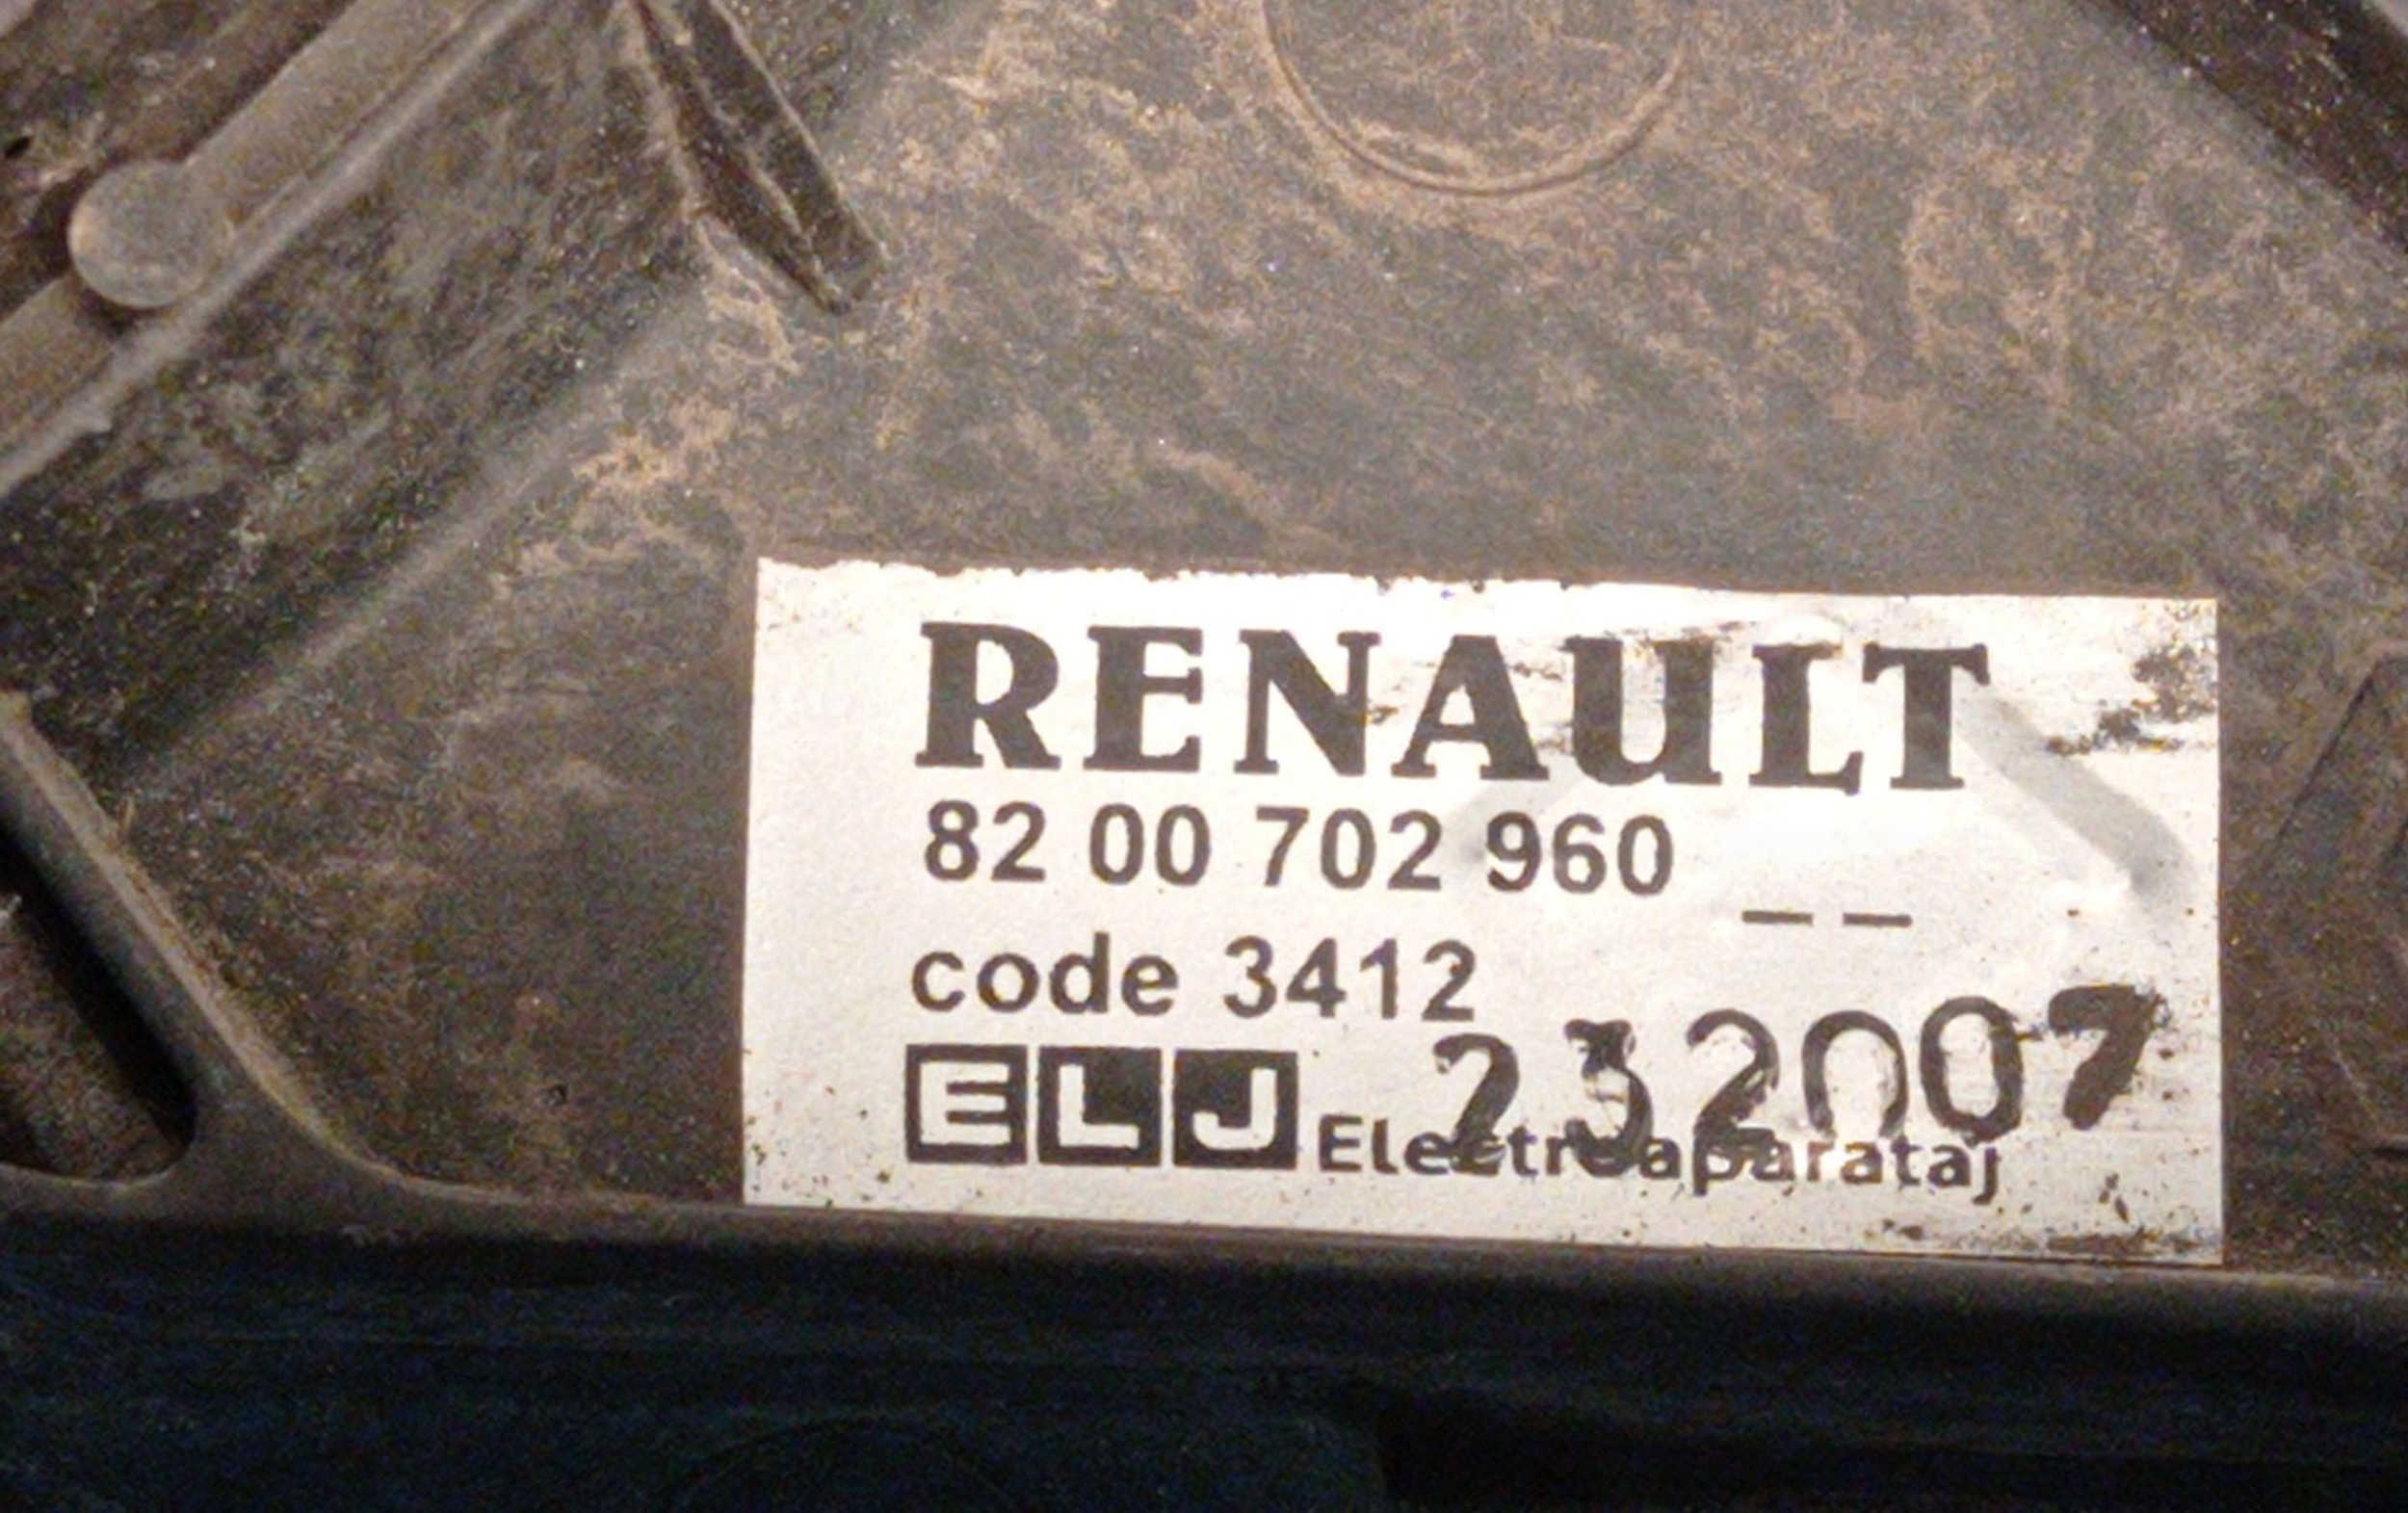 RENAULT
82 00 702 960
--
code 3412
232007
ELJ Electroaparataj